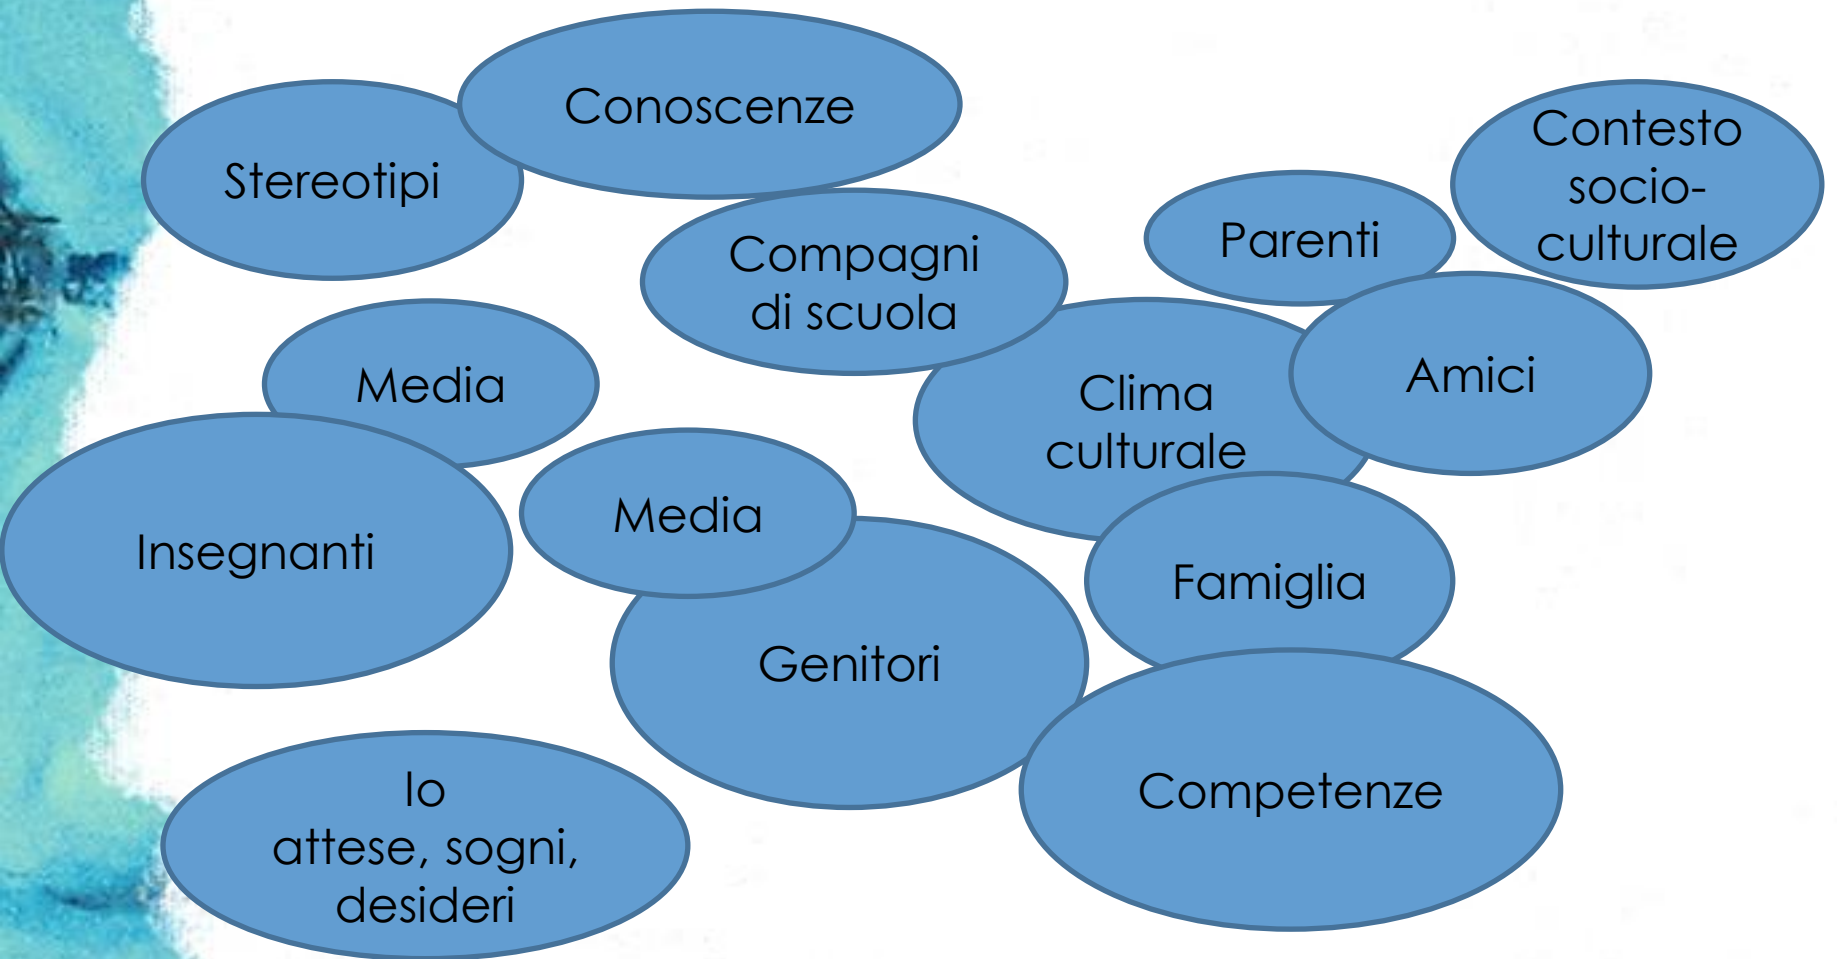 Conoscenze
Stereotipi
Contesto
socio-
culturale
Parenti
Compagni
di scuola
Media
Clima
culturale
Amici
Insegnanti
Media
Famiglia
Genitori
Io
attese, sogni,
desideri
Competenze